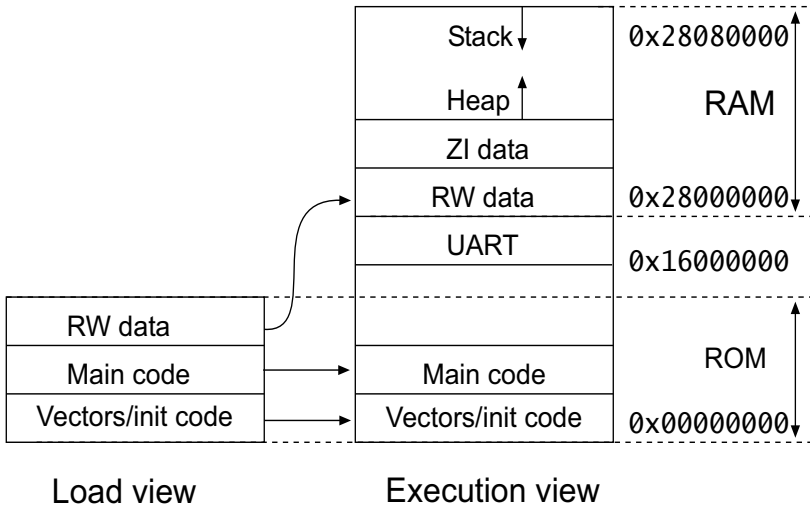 Stack
0x28080000
Heap
RAM
ZI data
RW data
0x28000000
UART
0x16000000
RW data
Main code
Main code
ROM
Vectors/init code
Vectors/init code
0x00000000
Load view
Execution view